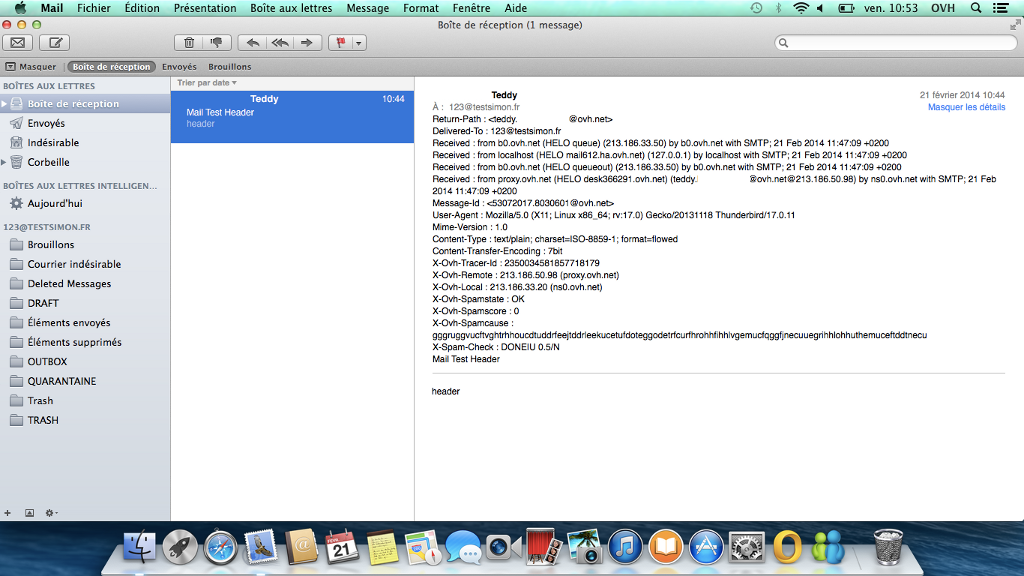 Mail Fichier Édition Présentation Boîte aux lettres Message Format Fenêtre Aide ven. 10:53 OVH
Boîte de réception (1 message)
Masquer Boîte de réception Envoyés Brouillons
BOÎTES AUX LETTRES
Boîte de réception
Envoyés
Indésirable
Corbeille
BOÎTES AUX LETTRES INTELLIGEN...
Aujourd'hui
123@TESTSIMON.FR
Brouillons
Courrier indésirable
Deleted Messages
DRAFT
Éléments envoyés
Éléments supprimés
OUTBOX
QUARANTAINE
Trash
TRASH
Trier par date
Teddy 10:44
Mail Test Header
header
Teddy 21 février 2014 10:44
À : 123@testsimon.fr Masquer les détails
Return-Path : <teddy. @ovh.net>
Delivered-To : 123@testsimon.fr
Received : from b0.ovh.net (HELO queue) (213.186.33.50) by b0.ovh.net with SMTP; 21 Feb 2014 11:47:09 +0200
Received : from localhost (HELO mail612.ha.ovh.net) (127.0.0.1) by localhost with SMTP; 21 Feb 2014 11:47:09 +0200
Received : from b0.ovh.net (HELO queueout) (213.186.33.50) by b0.ovh.net with SMTP; 21 Feb 2014 11:47:09 +0200
Received : from proxy.ovh.net (HELO desk366291.ovh.net) (teddy. @ovh.net@213.186.50.98) by ns0.ovh.net with SMTP; 21 Feb
2014 11:47:09 +0200
Message-Id : <53072017.8030601@ovh.net>
User-Agent : Mozilla/5.0 (X11; Linux x86_64; rv:17.0) Gecko/20131118 Thunderbird/17.0.11
Mime-Version : 1.0
Content-Type : text/plain; charset=ISO-8859-1; format=flowed
Content-Transfer-Encoding : 7bit
X-Ovh-Tracer-Id : 2350034581857718179
X-Ovh-Remote : 213.186.50.98 (proxy.ovh.net)
X-Ovh-Local : 213.186.33.20 (ns0.ovh.net)
X-Ovh-Spamstate : OK
X-Ovh-Spamscore : 0
X-Ovh-Spamcause :
gggruggvucftvghtrhhoucdtuddrfeejtddrieekucetufdoteggodetrfcurfhrohhfihhlvgemucfqggfjnecuuegrihhlohhuthemuceftddtnecu
X-Spam-Check : DONEIU 0.5/N
Mail Test Header
header
21